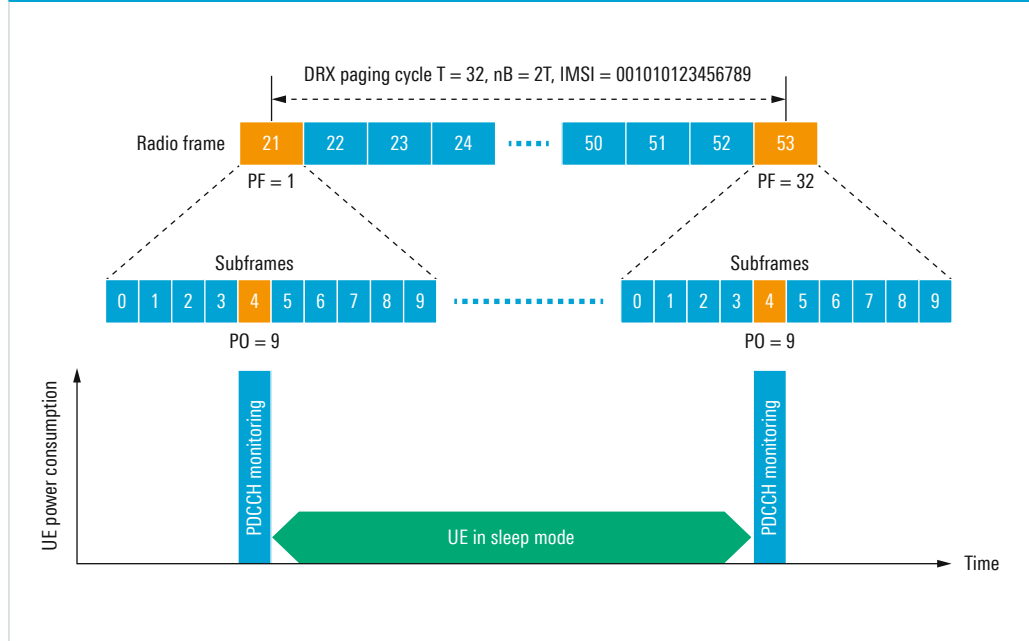 DRX paging cycle T = 32, nB = 2T, IMSI = 001010123456789
Radio frame 21 22 23 24 50 51 52 53
PF = 1 PF = 32
Subframes Subframes
0 1 2 3 4 5 6 7 8 9 0 1 2 3 4 5 6 7 8 9
PO = 9 PO = 9
UE power consumption
PDCCH monitoring
UE in sleep mode
PDCCH monitoring
Time